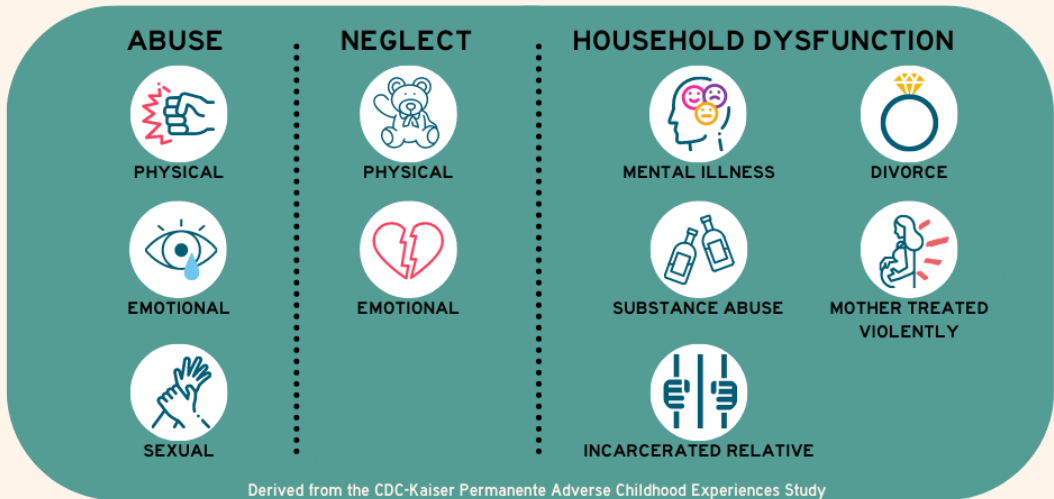 ABUSE
PHYSICAL
EMOTIONAL
SEXUAL
NEGLECT
PHYSICAL
EMOTIONAL
HOUSEHOLD DYSFUNCTION
MENTAL ILLNESS
DIVORCE
SUBSTANCE ABUSE
MOTHER TREATED
VIOLENTLY
INCARCERATED RELATIVE
Derived from the CDC-Kaiser Permanente Adverse Childhood Experiences Study